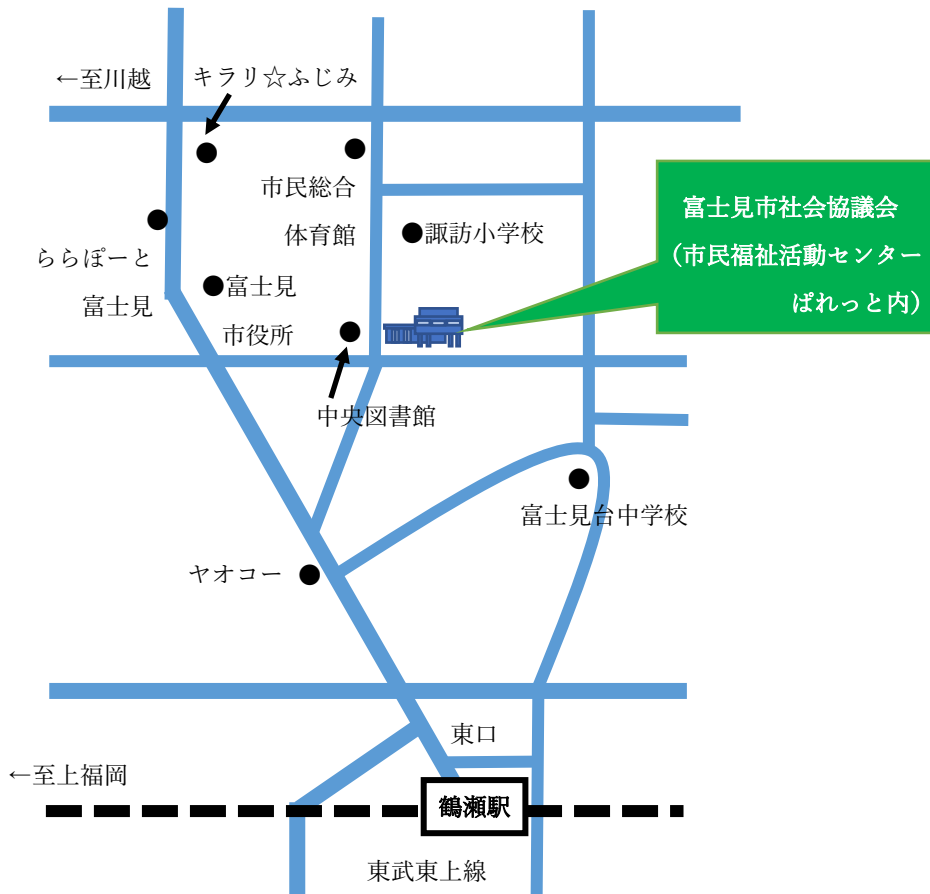 ←至川越
キラリ☆ふじみ
市民総合
体育館
諏訪小学校
富士見市社会協議会
（市民福祉活動センター
ぱれっと内）
ららぽーと
富士見
富士見
市役所
中央図書館
富士見台中学校
ヤオコー
東口
←至上福岡
鶴瀬駅
東武東上線